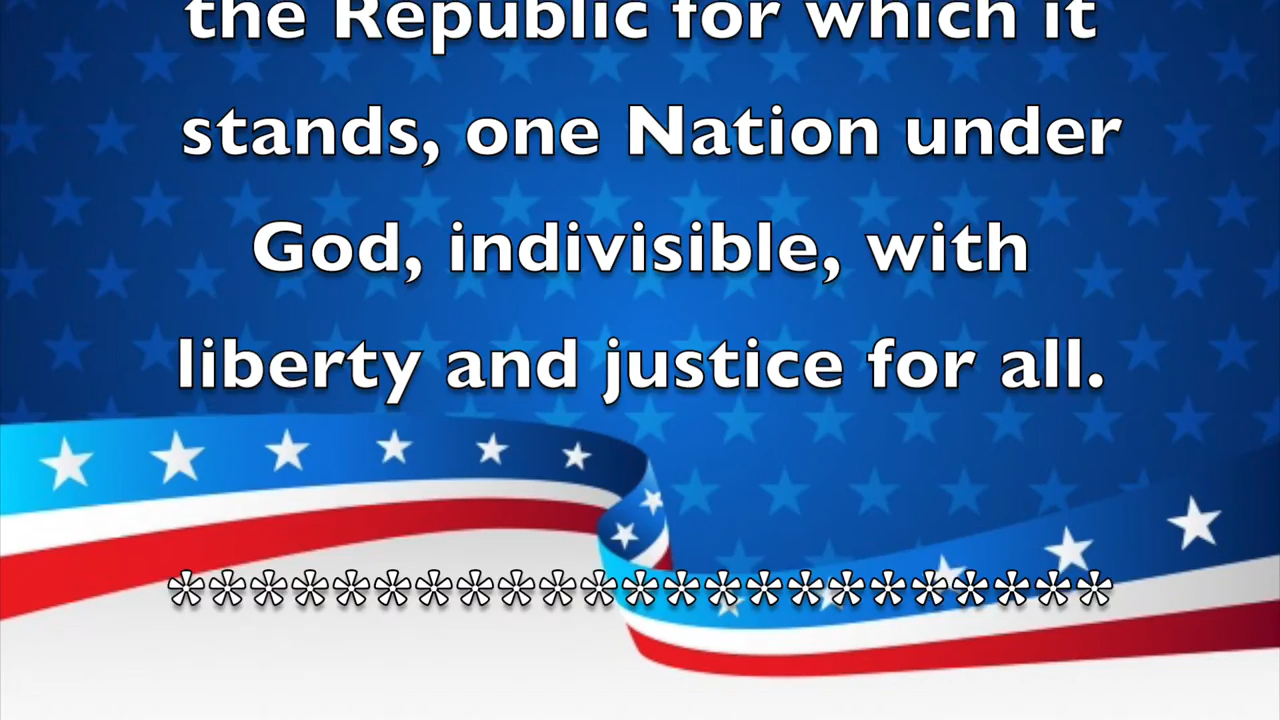 the Republic for which it
stands, one Nation under
God, indivisible, with
liberty and justice for all.
***********************